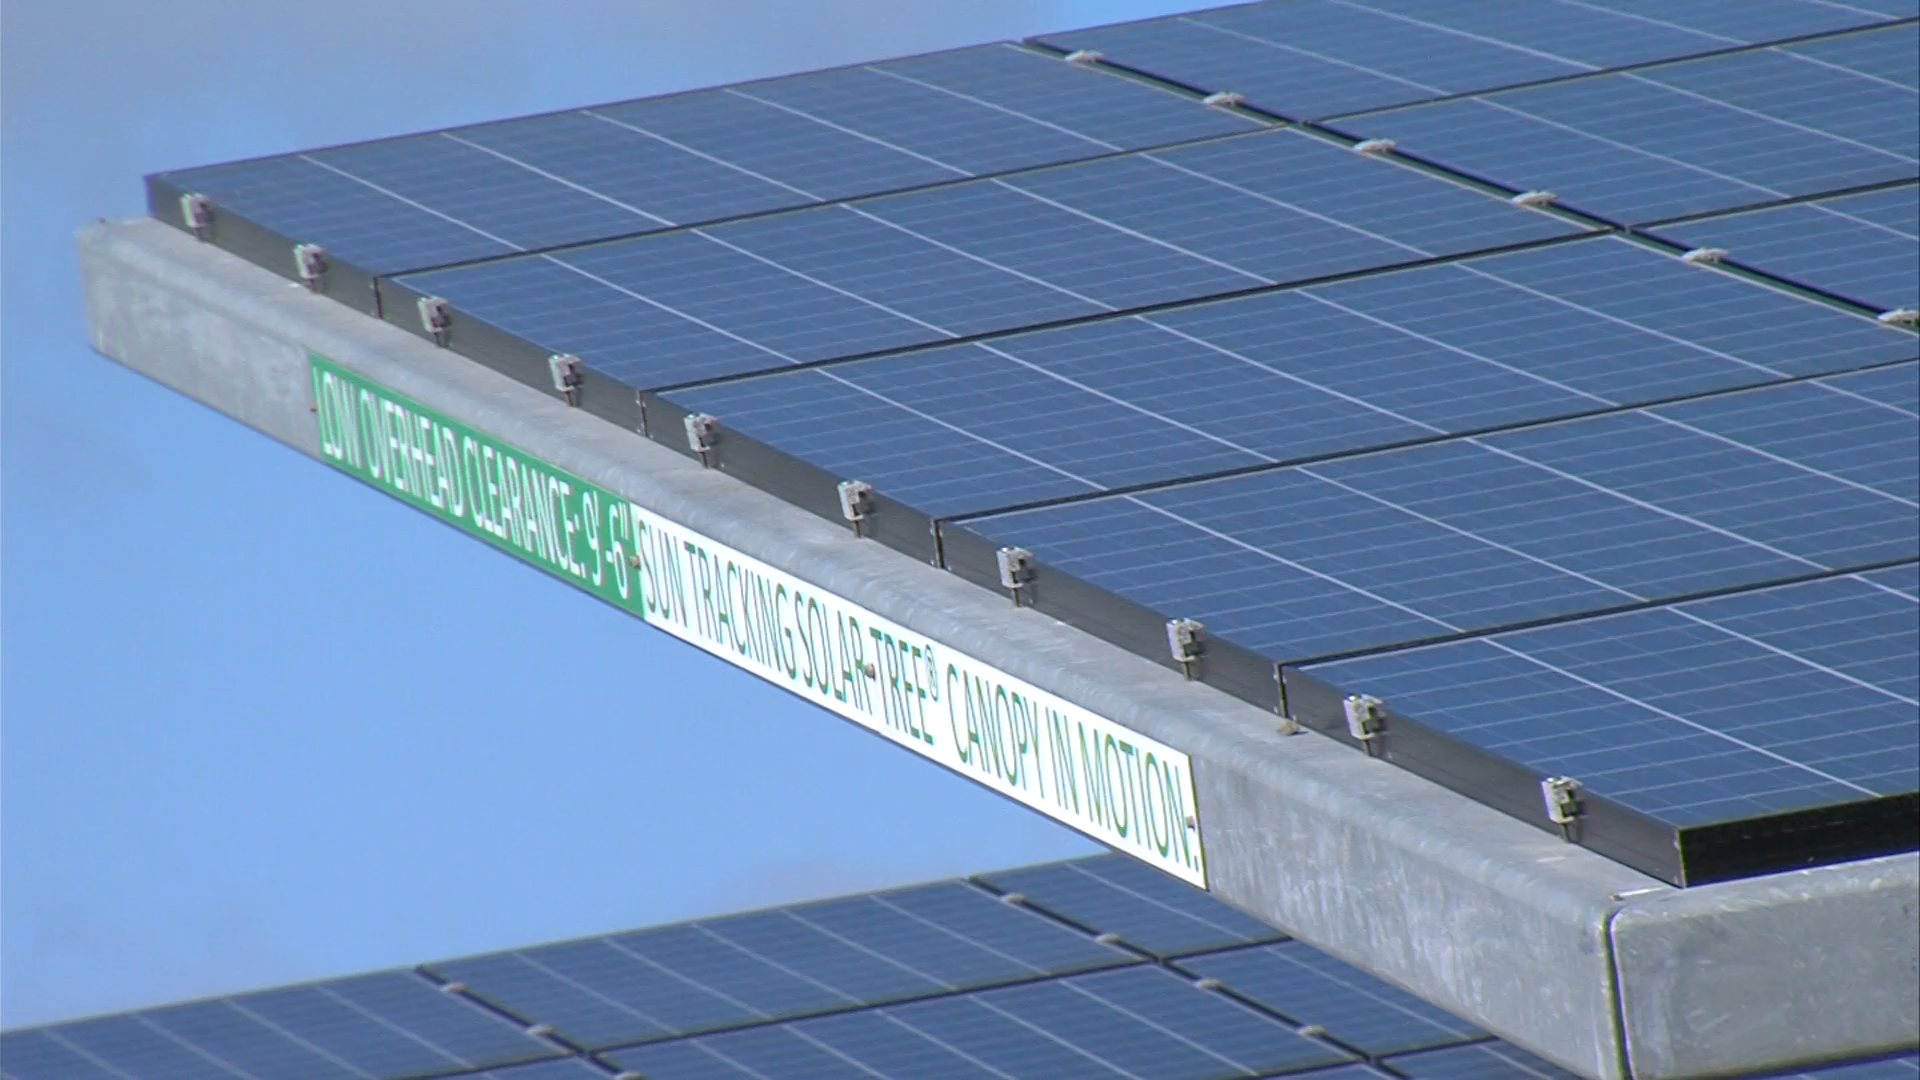 LOW OVERHEAD CLEARANCE: 9'-6"
SUN TRACKING SOLAR TREE® CANOPY IN MOTION.